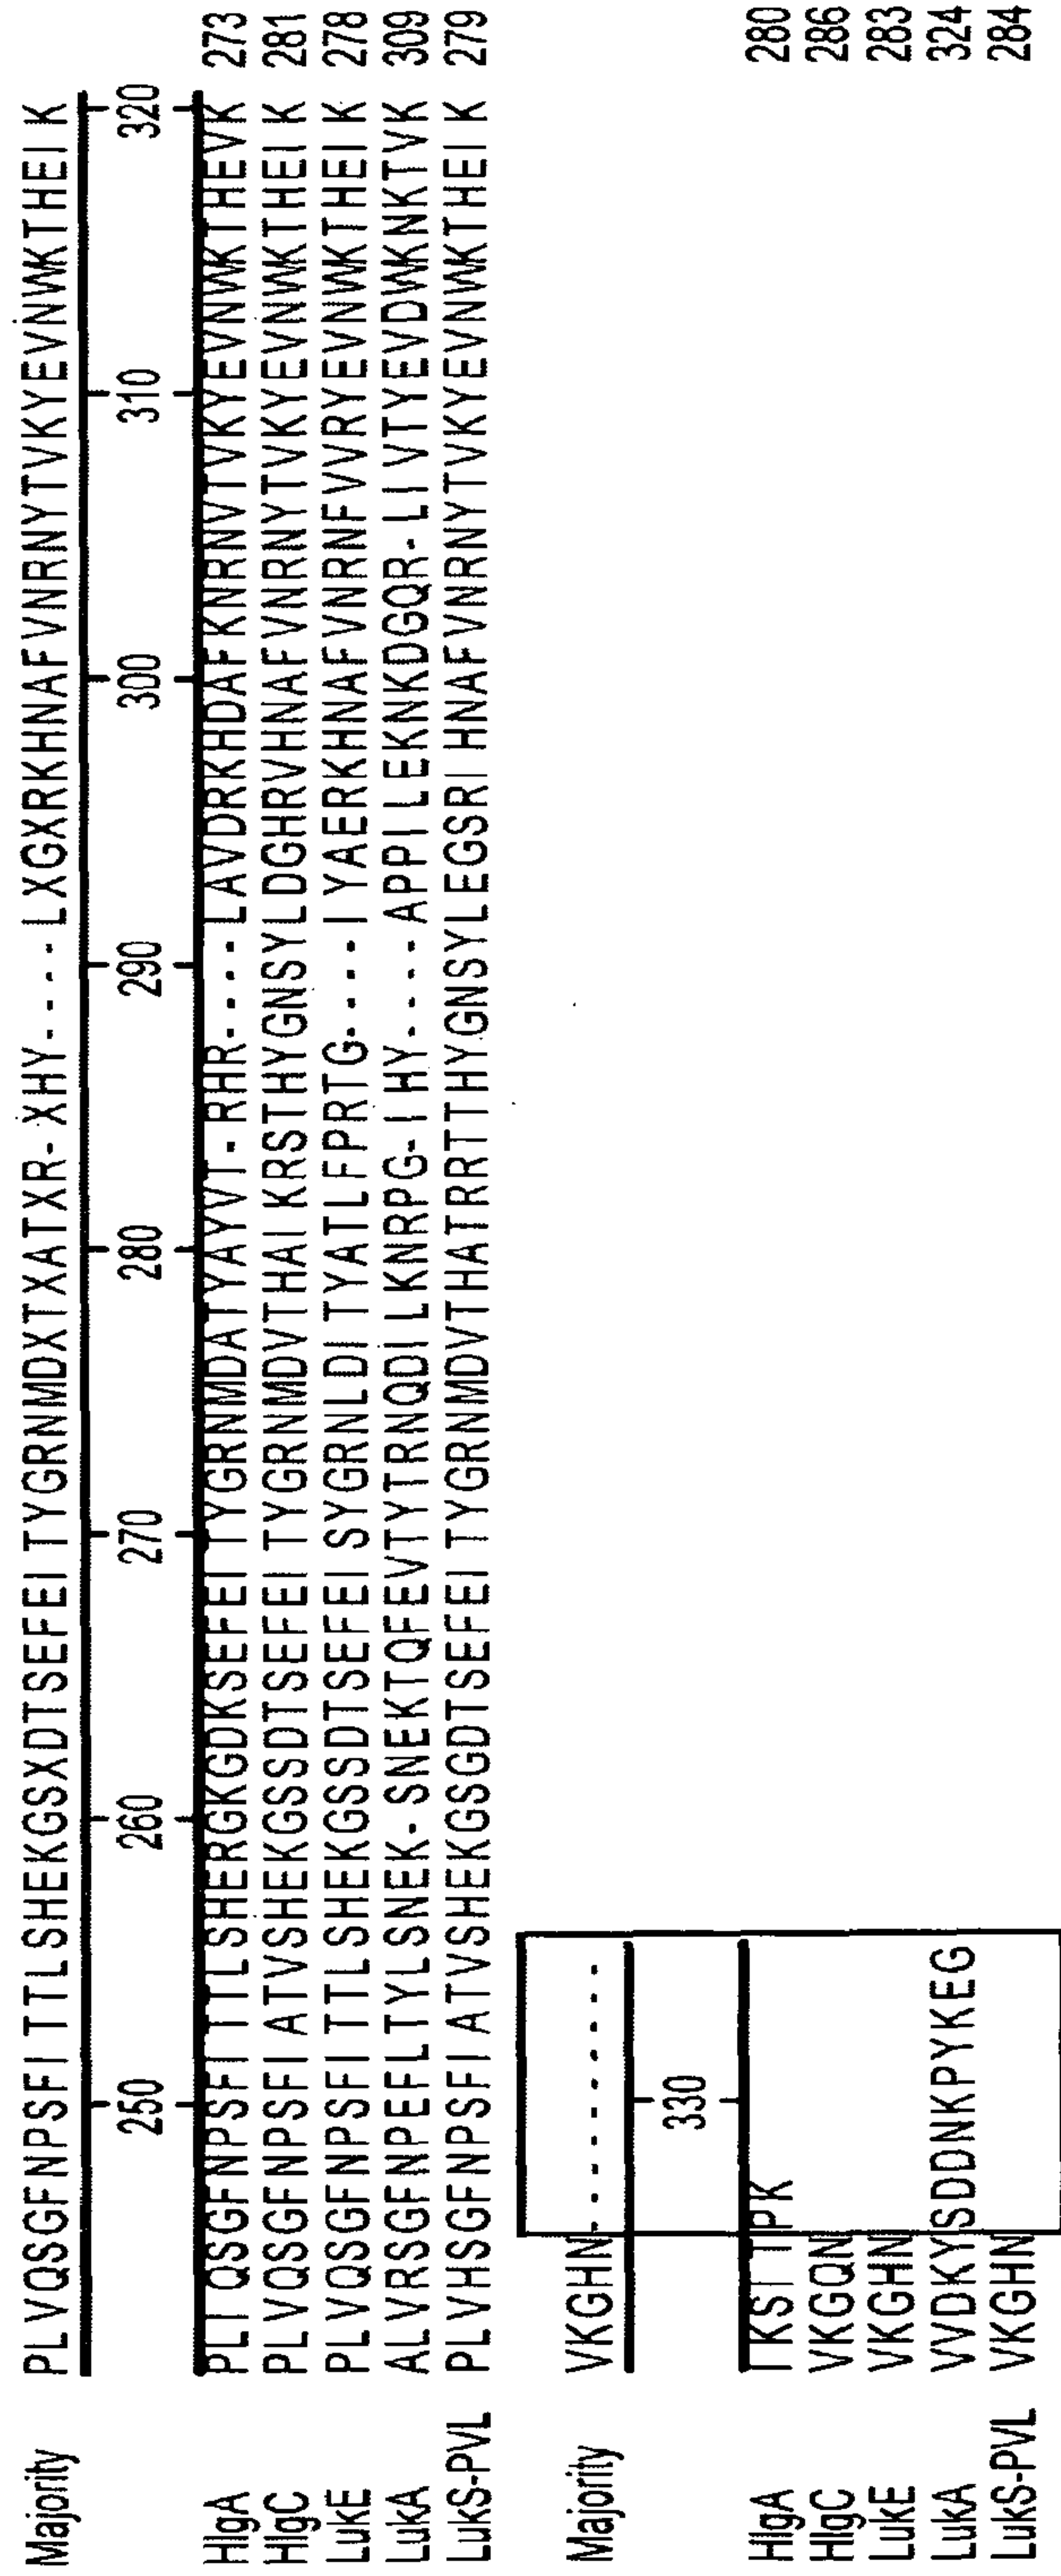 Majority PLVQSGFNPSFITTLSHEKGSXDTSEFEITYGRNMDXTXATXR-XHY----LXGXRKHNAFVNRNYTVKYEVNWKTHEIK
250 260 270 280 290 300 310 320
HlgA PLIQSGFNPSFITTLSHERGKGDKSEFEITYGRNMDATYAYVT-RHR----LAVDRKHDAFKNRNVTVKYEVNWKTHEVK 273
HlgC PLVQSGFNPSFIATVSHEKGSSDTSEFEITYGRNMDVTHAIKRSTHYGNSYLDGHRVHNAFVNRNYTVKYEVNWKTHEIK 281
LukE PLVQSGFNPSFITTLSHEKGSSDTSEFEISYGRNLDITYATLFPRTG----IYAERKHNAFVNRNFVVRYEVNWKTHEIK 278
LukA ALVRSGFNPEFLTYLSNEK-SNEKTQFEVTYTRNQDILKNRPG-IHY----APPILEKNKDGQR-LIVTYEVDWKNKTVK 309
LukS-PVL PLVHSGFNPSFIATVSHEKGSGDTSEFEITYGRNMDVTHATRRTTHYGNSYLEGSRIHNAFVNRNYTVKYEVNWKTHEIK 279
Majority VKGHN----------
330
HlgA IKSITPK 280
HlgC VKGQN 286
LukE VKGHN 283
LukA VVDKYSDDNKPYKEG 324
LukS-PVL VKGHN 284